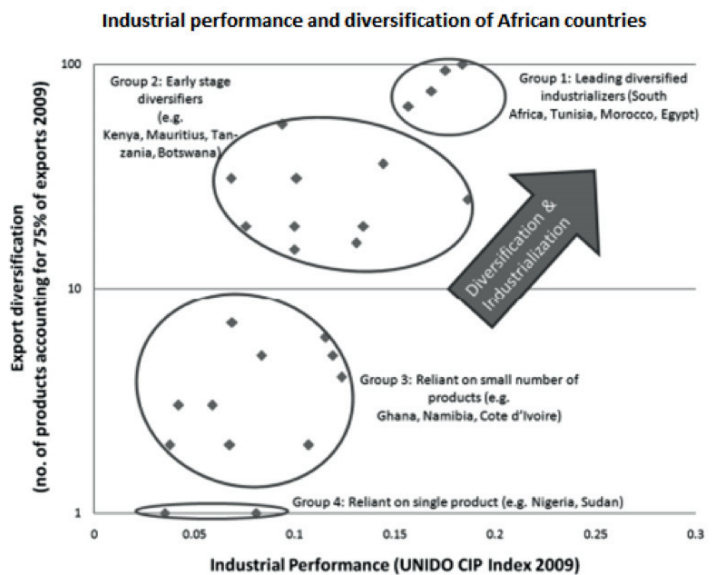 Industrial performance and diversification of African countries
Export diversification
(no. of products accounting for 75% of exports 2009)
100
10
1
Group 2: Early stage
diversifiers
(e.g.
Kenya, Mauritius, Tan-
zania, Botswana)
Group 1: Leading diversified
industrializers (South
Africa, Tunisia, Morocco, Egypt)
Diversification &
Industrialization
Group 3: Reliant on small number of
products (e.g.
Ghana, Namibia, Cote d'Ivoire)
Group 4: Reliant on single product (e.g. Nigeria, Sudan)
0 0.05 0.1 0.15 0.2 0.25 0.3
Industrial Performance (UNIDO CIP Index 2009)